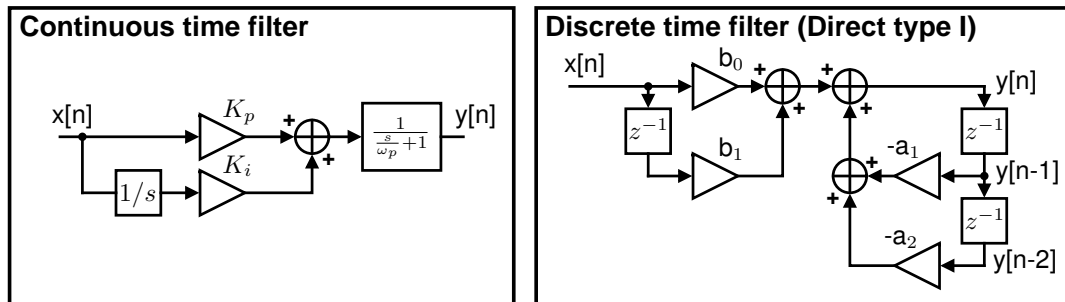 Continuous time filter
x[n]
K_p
+
+
1/s
K_i
1
s/ω_p +1
y[n]
Discrete time filter (Direct type I)
x[n]
b_0
+
+
+
+
y[n]
z^{-1}
z^{-1}
b_1
+
+
-a_1
y[n-1]
z^{-1}
-a_2
y[n-2]